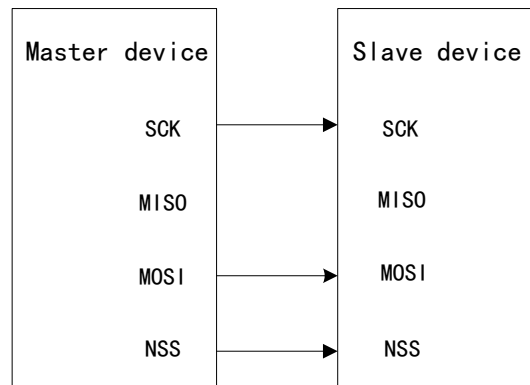 Master device
SCK
MISO
MOSI
NSS
Slave device
SCK
MISO
MOSI
NSS